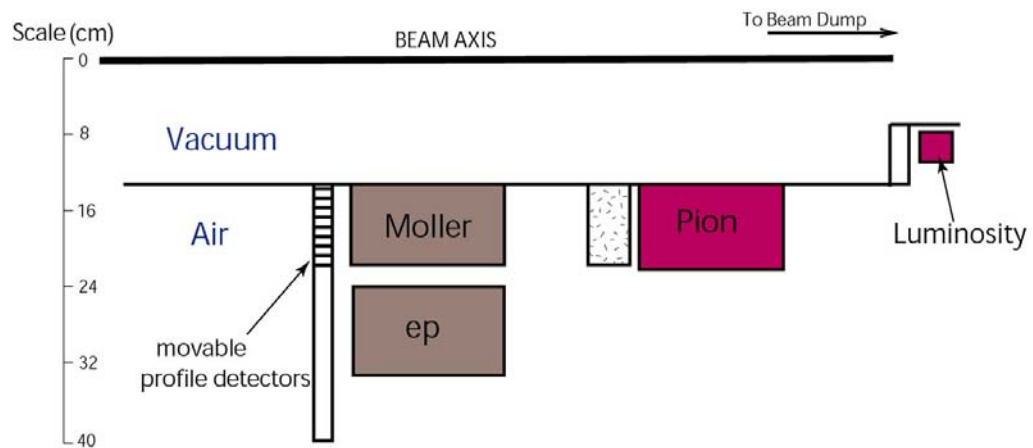 To Beam Dump
Scale (cm)
BEAM AXIS
0
8
Vacuum
16
Air
Moller
Pion
Luminosity
24
ep
movable
profile detectors
32
40